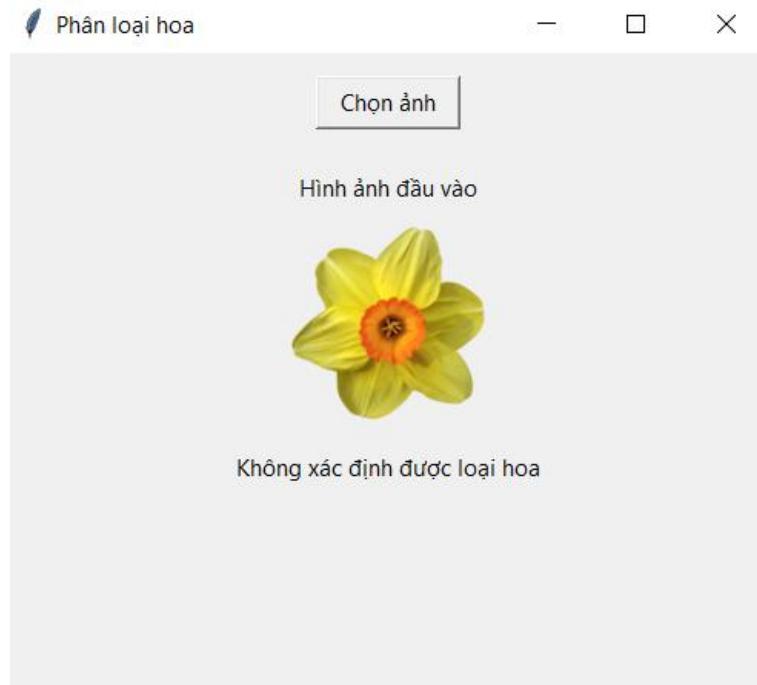 Phân loại hoa
Chọn ảnh
Hình ảnh đầu vào
Không xác định được loại hoa